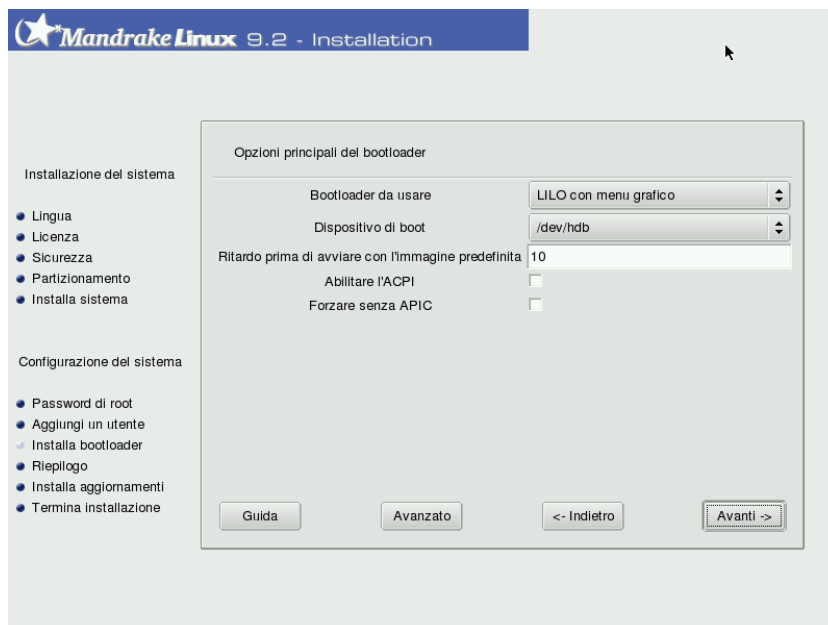 Mandrake Linux 9.2 - Installation
Installazione del sistema
Lingua
Licenza
Sicurezza
Partizionamento
Installa sistema
Configurazione del sistema
Password di root
Aggiungi un utente
Installa bootloader
Riepilogo
Installa aggiornamenti
Termina installazione
Opzioni principali del bootloader
Bootloader da usare LILO con menu grafico
Dispositivo di boot /dev/hdb
Ritardo prima di avviare con l'immagine predefinita 10
Abilitare l'ACPI
Forzare senza APIC
Guida Avanzato <- Indietro Avanti ->